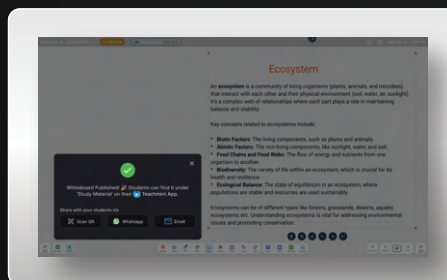 Ecosystem
An ecosystem is a community of living organisms (plants, animals, and microbes)
that interact with each other and their physical environment (soil, water, air, sunlight).
It's a complex web of relationships where each part plays a role in maintaining
balance and stability.
Key concepts related to ecosystems include:
* Biotic Factors: The living components, such as plants and animals.
* Abiotic Factors: The non-living components, like sunlight, water, and soil.
* Food Chains and Food Webs: The flow of energy and nutrients from one
organism to another.
* Biodiversity: The variety of life within an ecosystem, which is crucial for its
health and resilience.
* Ecological Balance: The state of equilibrium in an ecosystem, where
populations are stable and resources are used sustainably.
Ecosystems can be of different types like forests, grasslands, deserts, aquatic
ecosystems etc. Understanding ecosystems is vital for addressing environmental
issues and promoting conservation.
Whiteboard Published! 🎉 Students can find it under
'Study Material' on their Teachmint App.
Share with your students via
Scan QR
Whatsapp
Email